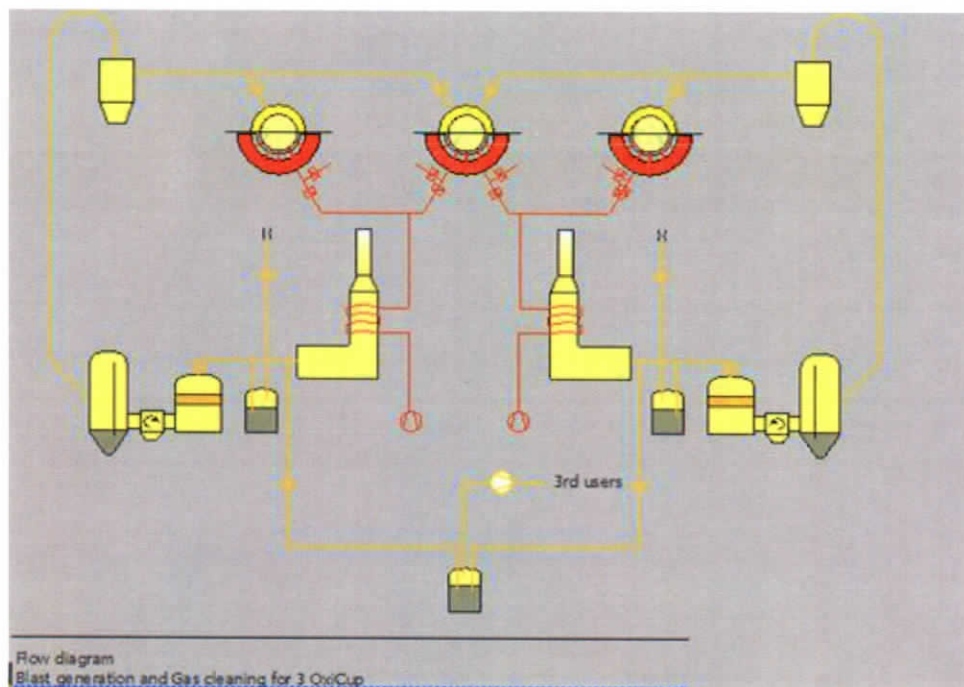 3rd users
Flow diagram
Blast generation and Gas cleaning for 3 OxiCup